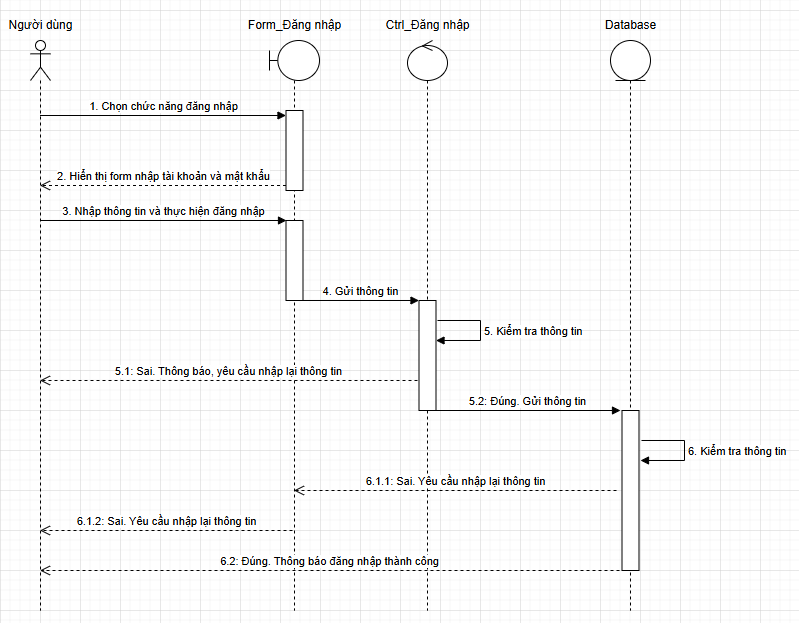 Người dùng
Form_Đăng nhập
Ctrl_Đăng nhập
Database
1. Chọn chức năng đăng nhập
2. Hiển thị form nhập tài khoản và mật khẩu
3. Nhập thông tin và thực hiện đăng nhập
4. Gửi thông tin
5. Kiểm tra thông tin
5.1: Sai. Thông báo, yêu cầu nhập lại thông tin
5.2: Đúng. Gửi thông tin
6. Kiểm tra thông tin
6.1.1: Sai. Yêu cầu nhập lại thông tin
6.1.2: Sai. Yêu cầu nhập lại thông tin
6.2: Đúng. Thông báo đăng nhập thành công